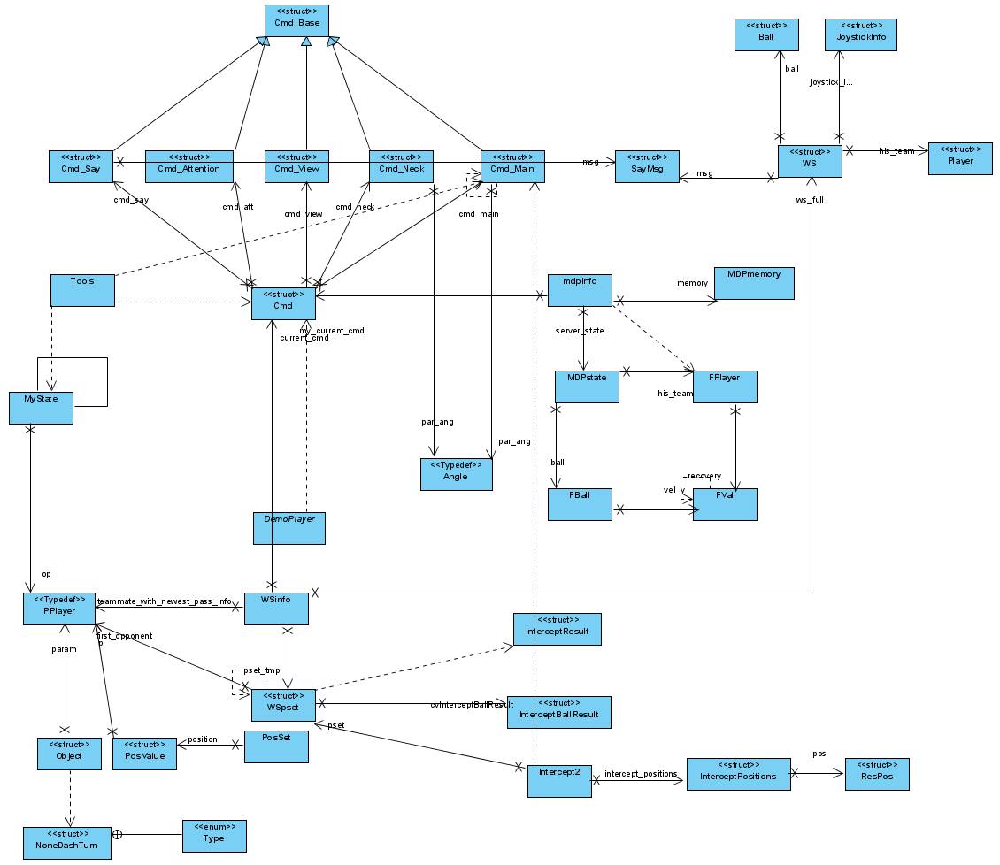 <<struct>>
Cmd_Base
<<struct>>
Ball
<<struct>>
JoystickInfo
ball
joystick_i...
<<struct>>
Cmd_Say
<<struct>>
Cmd_Attention
<<struct>>
Cmd_View
<<struct>>
Cmd_Neck
<<struct>>
Cmd_Main
msg
<<struct>>
SayMsg
msg
<<struct>>
WS
his_team
<<struct>>
Player
cmd_say
cmd_att
cmd_view
cmd_neck
cmd_main
ws_full
Tools
<<struct>>
Cmd
mdpInfo
memory
MDPmemory
my_current_cmd
current_cmd
server_state
MyState
MDPstate
his_team
FPlayer
par_ang
par_ang
<<Typedef>>
Angle
ball
recovery
vel_y
FBall
FVal
DemoPlayer
op
<<Typedef>>
PPlayer
teammate_with_newest_pass_info
WSinfo
first_opponent
p
param
<<struct>>
InterceptResult
pset_tmp
<<struct>>
WSpset
cvInterceptBallResult
<<struct>>
InterceptBallResult
pset
<<struct>>
Object
<<struct>>
PosValue
position
PosSet
Intercept2
intercept_positions
<<struct>>
InterceptPositions
pos
<<struct>>
ResPos
<<struct>>
NoneDashTurn
<<enum>>
Type